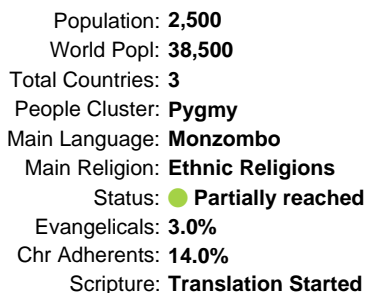 Population: 2,500
World Popl: 38,500
Total Countries: 3
People Cluster: Pygmy
Main Language: Monzombo
Main Religion: Ethnic Religions
Status: Partially reached
Evangelicals: 3.0%
Chr Adherents: 14.0%
Scripture: Translation Started